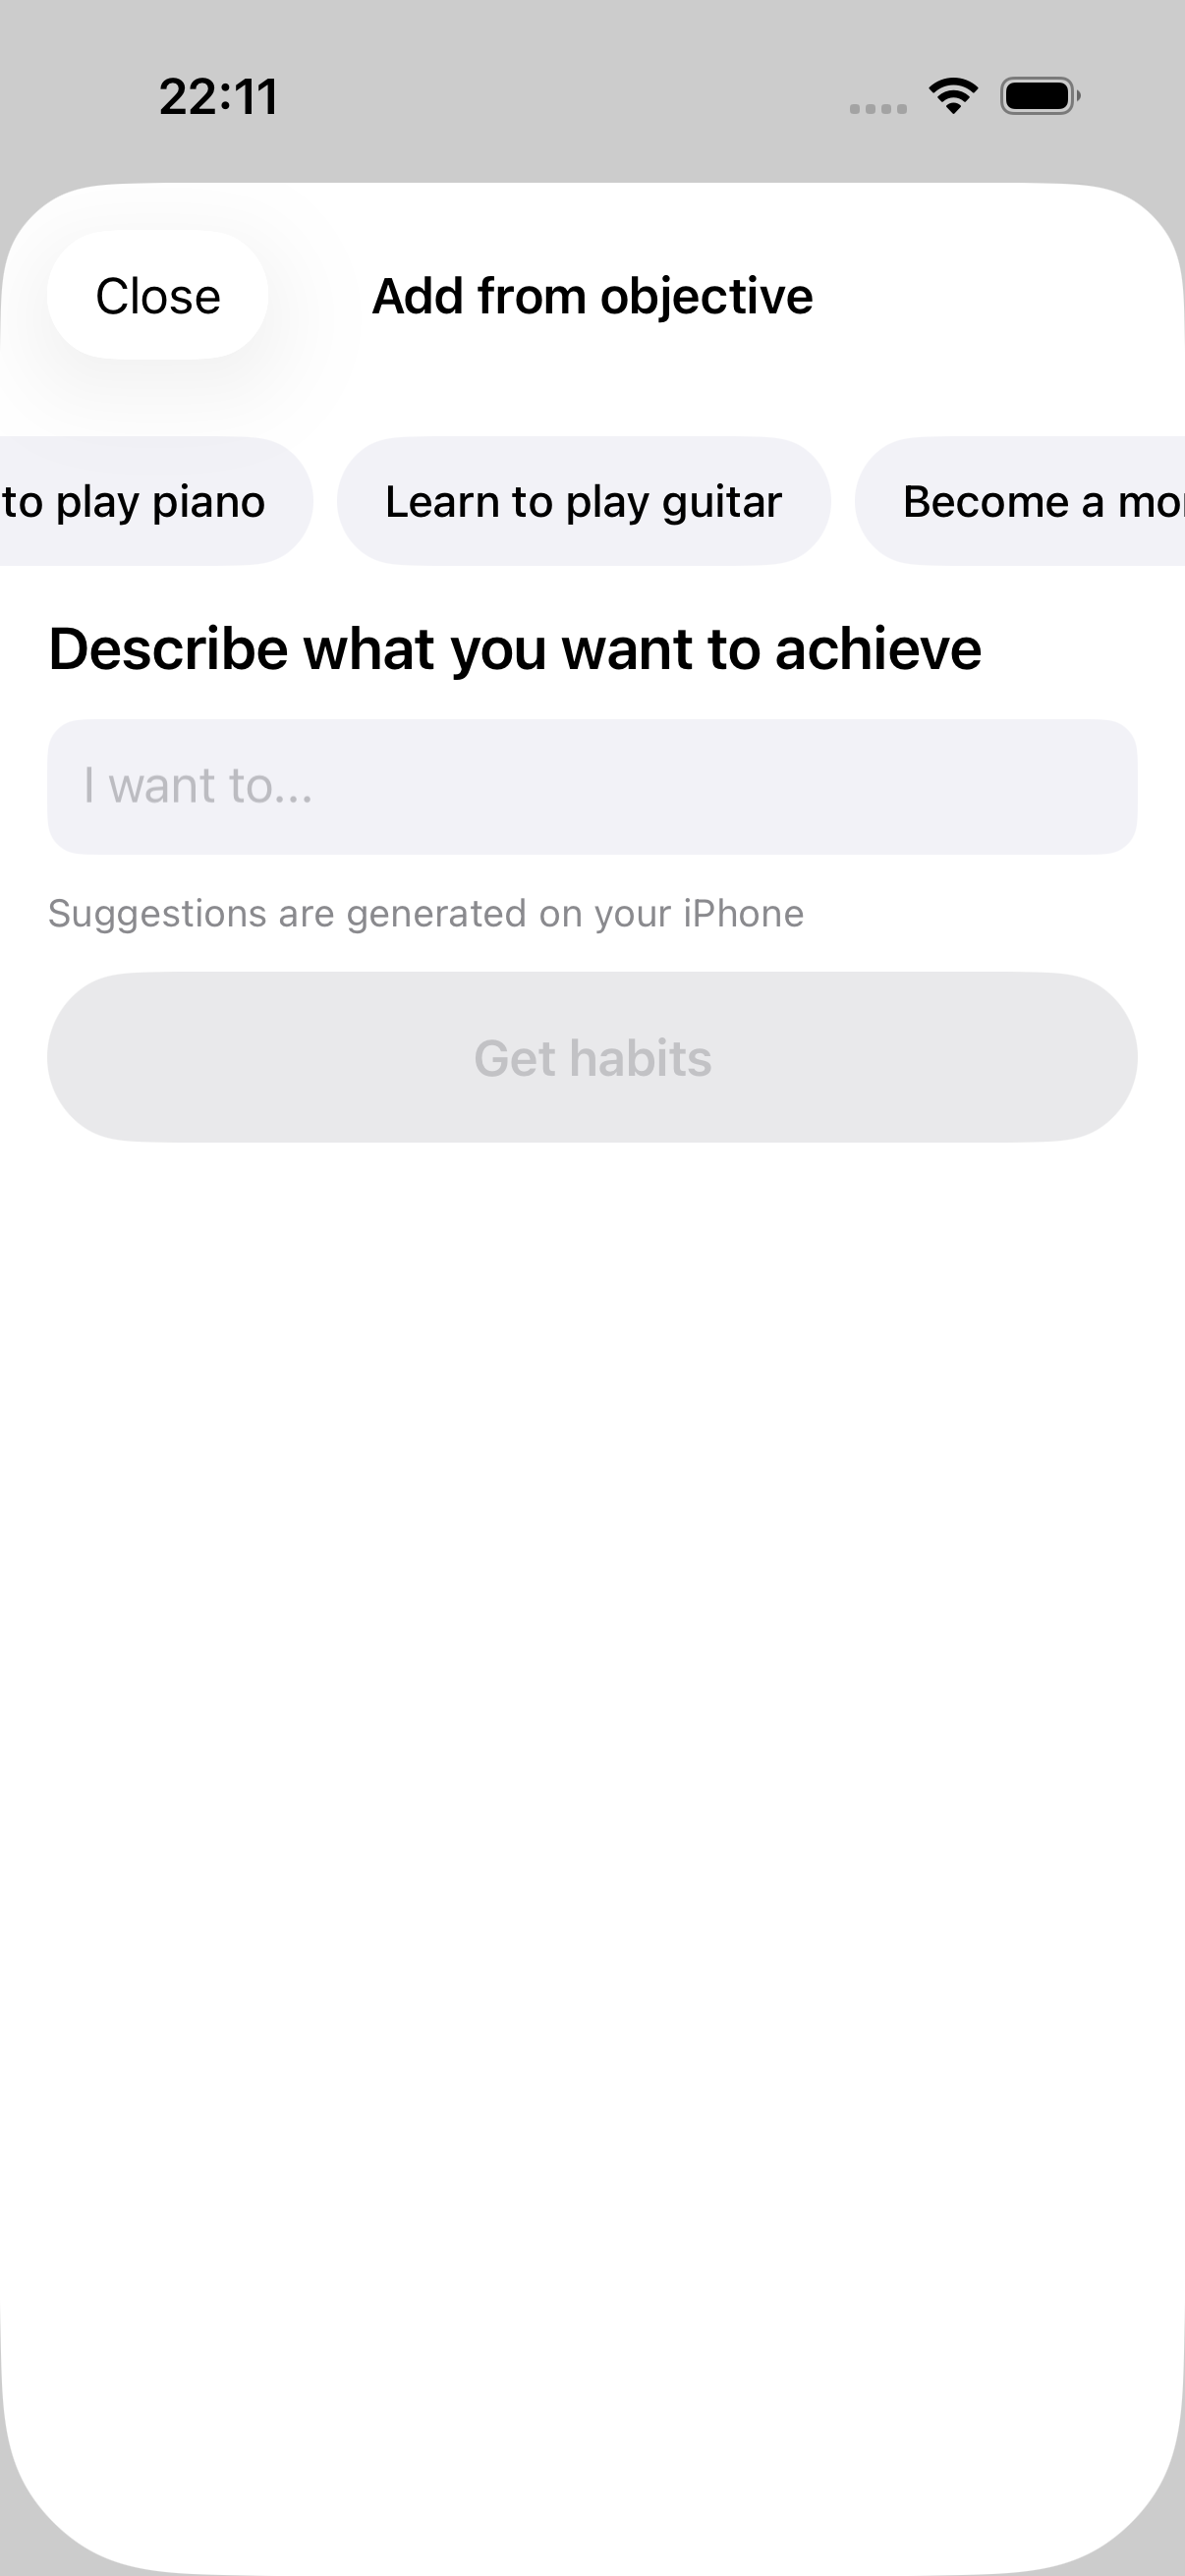 22:11
Close
Add from objective
to play piano
Learn to play guitar
Become a
Describe what you want to achieve
I want to...
Suggestions are generated on your iPhone
Get habits